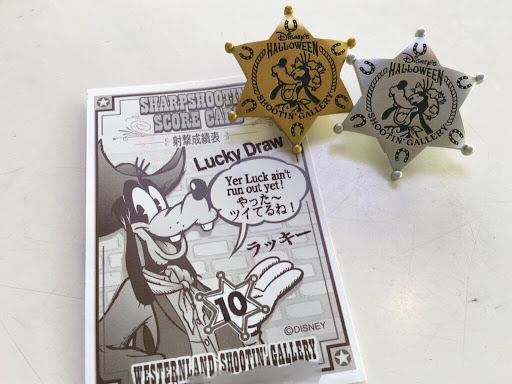 SHARPSHOOTIN
SCORE CA
射撃成績表
Lucky Draw
Yer Luck ain't
run out yet!
やった〜
ツイてるね！
ラッキー
10
©DISNEY
WESTERNLAND SHOOTIN' GALLERY
DISNEY'S
HALLOWEEN
SHOOTIN' GALLERY
DISNEY'S
HALLOWEEN
SHOOTIN' GALLERY